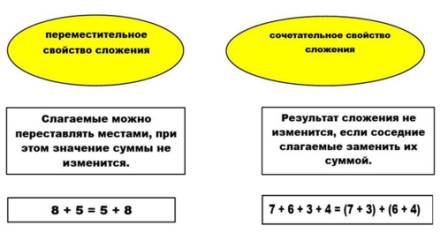 переместительное
свойство сложения
сочетательное свойство
сложения
Слагаемые можно
переставлять местами, при
этом значение суммы не
изменится.
Результат сложения не
изменится, если соседние
слагаемые заменить их
суммой.
8 + 5 = 5 + 8
7 + 6 + 3 + 4 = (7 + 3) + (6 + 4)